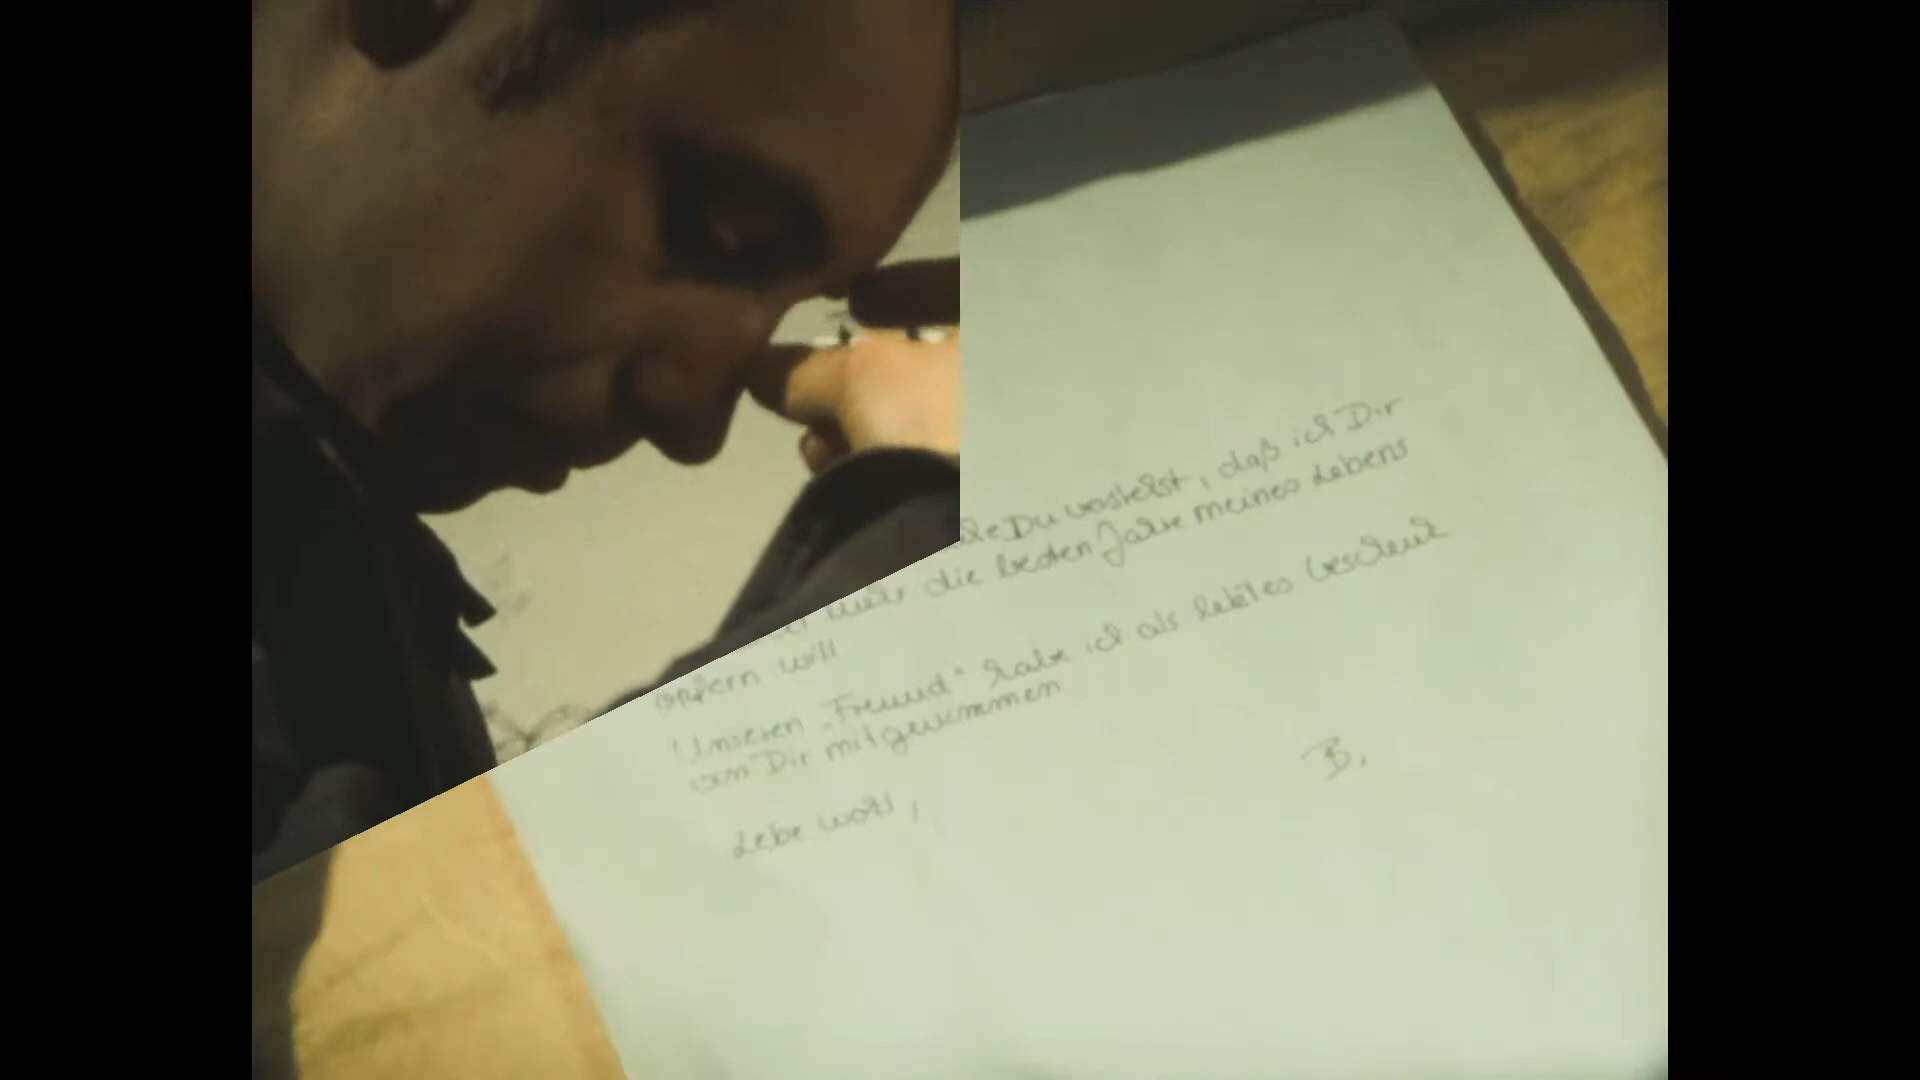 Du verstehst, daß ich Dir
mir die besten Jahre meines Lebens
opfern will
Unseren „Freund“ habe ich als letztes Geschenk
von Dir mitgenommen
Lebe wohl,
B.